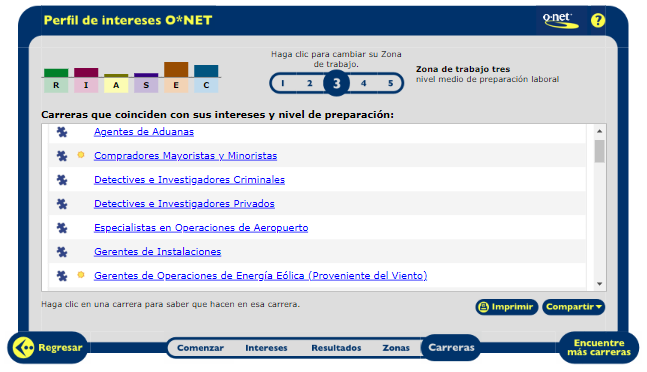 Perfil de intereses O*NET
o·net
?
Haga clic para cambiar su Zona
de trabajo.
R I A S E C
1 2 3 4 5
Zona de trabajo tres
nivel medio de preparación laboral
Carreras que coinciden con sus intereses y nivel de preparación:
Agentes de Aduanas
Compradores Mayoristas y Minoristas
Detectives e Investigadores Criminales
Detectives e Investigadores Privados
Especialistas en Operaciones de Aeropuerto
Gerentes de Instalaciones
Gerentes de Operaciones de Energía Eólica (Proveniente del Viento)
Haga clic en una carrera para saber que hacen en esa carrera.
Imprimir
Compartir
Regresar
Comenzar Intereses Resultados Zonas Carreras
Encuentre
más carreras